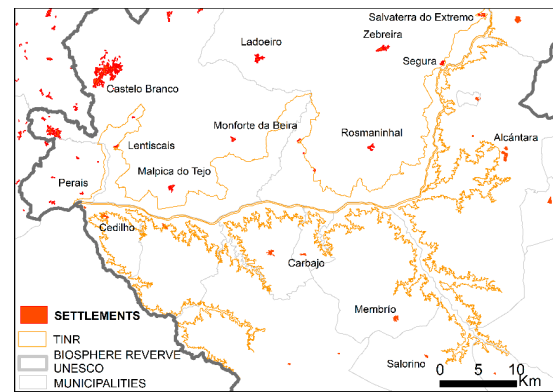 Salvaterra do Extremo
Ladoeiro
Zebreira
Segura
Castelo Branco
Monforte da Beira
Rosmaninhal
Alcántara
Lentiscais
Malpica do Tejo
Perais
Cedilho
Carbajo
Membrío
Salorino
SETTLEMENTS
TINR
BIOSPHERE REVERVE
UNESCO
MUNICIPALITIES
0 5 10
Km